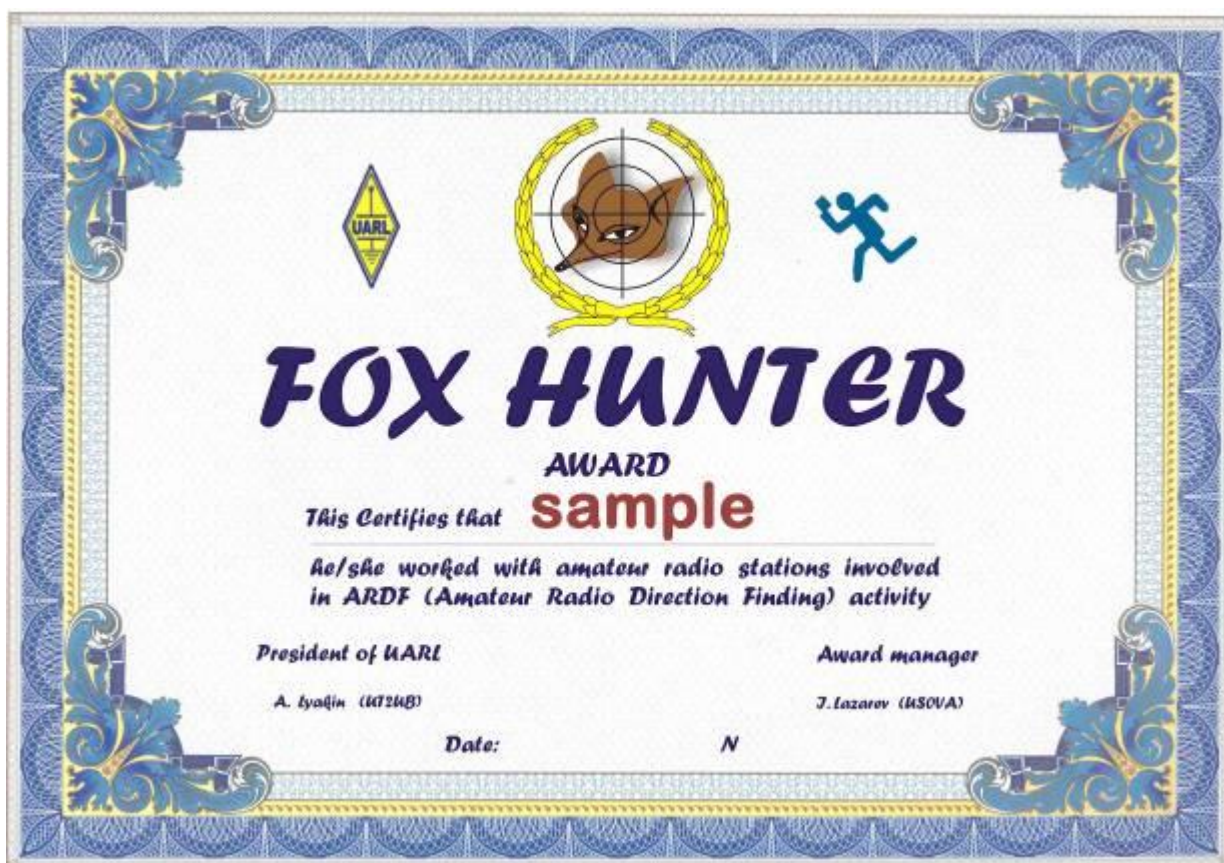 UARL
FOX HUNTER
AWARD
This Certifies that sample
he/she worked with amateur radio stations involved
in ARDF (Amateur Radio Direction Finding) activity
President of UARL Award manager
A. Lyakin (UT2UB) I. Lazarev (US0VA)
Date: N